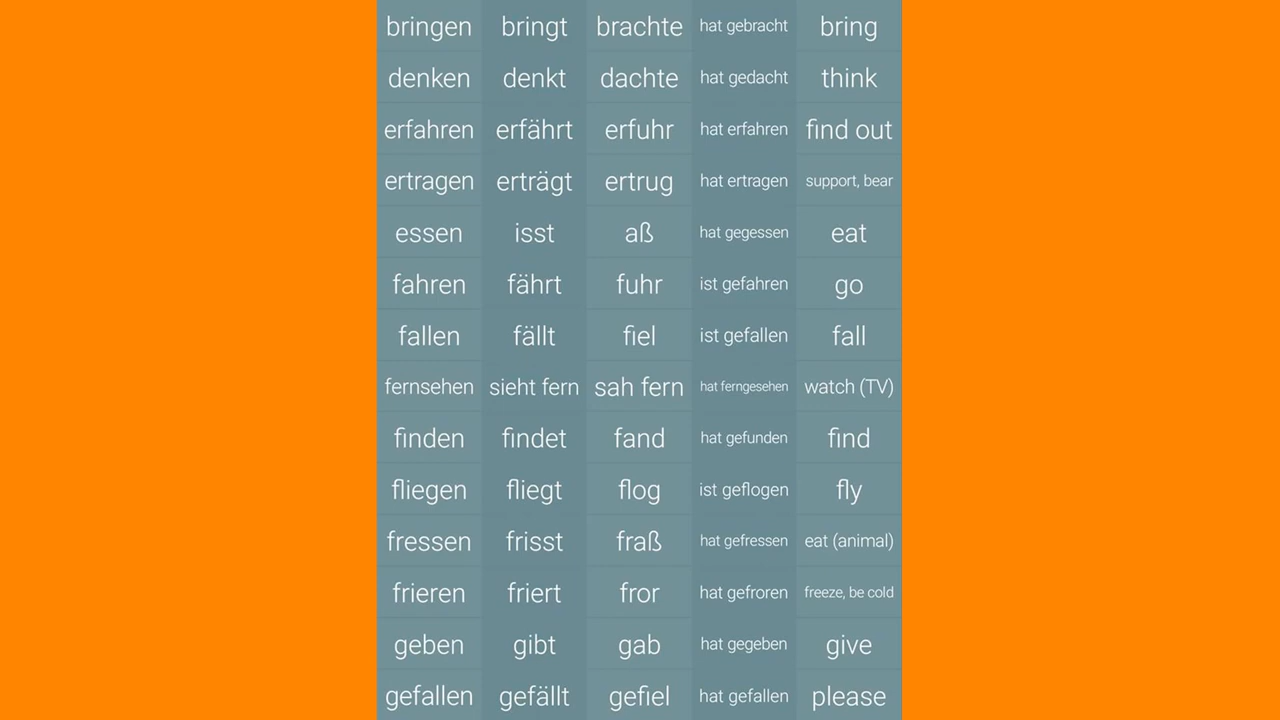 bringen bringt brachte hat gebracht bring
denken denkt dachte hat gedacht think
erfahren erfährt erfuhr hat erfahren find out
ertragen erträgt ertrug hat ertragen support, bear
essen isst aß hat gegessen eat
fahren fährt fuhr ist gefahren go
fallen fällt fiel ist gefallen fall
fernsehen sieht fern sah fern hat ferngesehen watch (TV)
finden findet fand hat gefunden find
fliegen fliegt flog ist geflogen fly
fressen frisst fraß hat gefressen eat (animal)
frieren friert fror hat gefroren freeze, be cold
geben gibt gab hat gegeben give
gefallen gefällt gefiel hat gefallen please